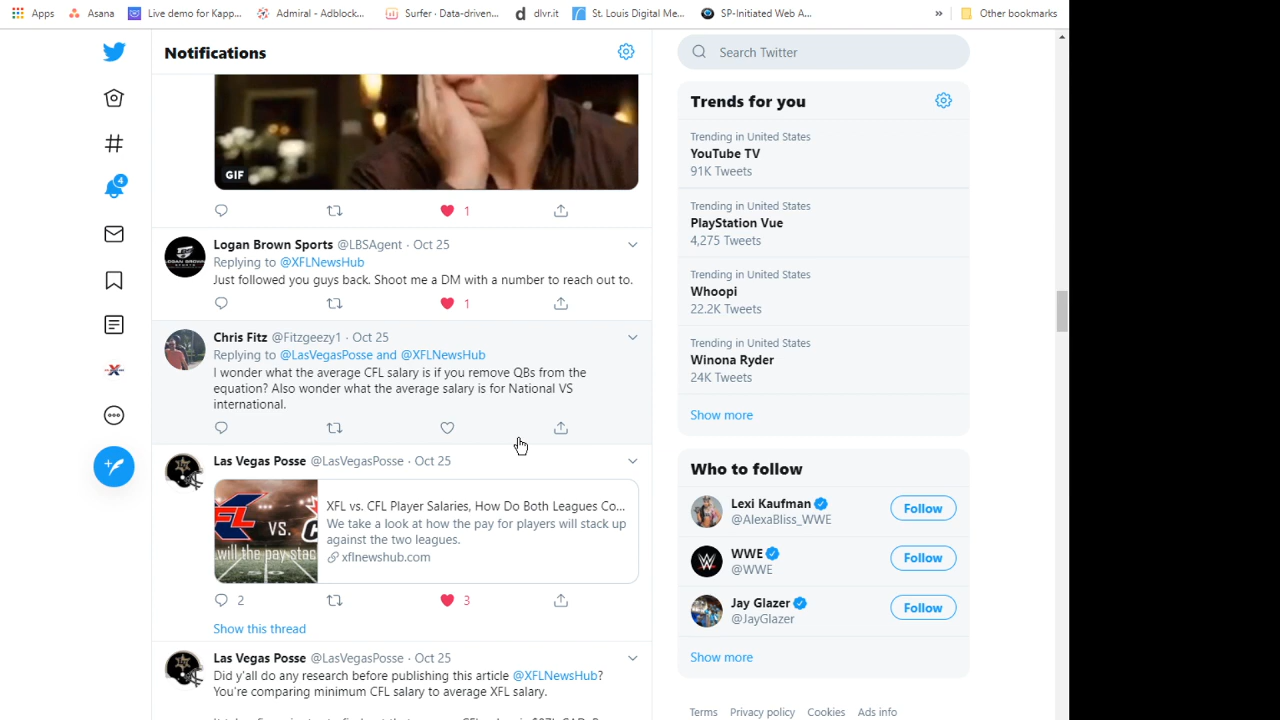 Apps Asana Live demo for Kapp... Admiral - Adblock... Surfer - Data-driven... dlvr.it St. Louis Digital Me... SP-Initiated Web A... » Other bookmarks
Notifications
Search Twitter
GIF
1
Logan Brown Sports @LBSAgent · Oct 25
Replying to @XFLNewsHub
Just followed you guys back. Shoot me a DM with a number to reach out to.
1
Chris Fitz @Fitzgeezy1 · Oct 25
Replying to @LasVegasPosse and @XFLNewsHub
I wonder what the average CFL salary is if you remove QBs from the
equation? Also wonder what the average salary is for National VS
international.
Las Vegas Posse @LasVegasPosse · Oct 25
XFL vs. CFL Player Salaries, How Do Both Leagues Co...
We take a look at how the pay for players will stack up
against the two leagues.
xflnewshub.com
FL VS.
will the pay stac
2 3
Show this thread
Las Vegas Posse @LasVegasPosse · Oct 25
Did y'all do any research before publishing this article @XFLNewsHub?
You're comparing minimum CFL salary to average XFL salary.
4
Trends for you
Trending in United States
YouTube TV
91K Tweets
Trending in United States
PlayStation Vue
4,275 Tweets
Trending in United States
Whoopi
22.2K Tweets
Trending in United States
Winona Ryder
24K Tweets
Show more
Who to follow
Lexi Kaufman
@AlexaBliss_WWE
Follow
WWE
@WWE
Follow
Jay Glazer
@JayGlazer
Follow
Show more
Terms Privacy policy Cookies Ads info